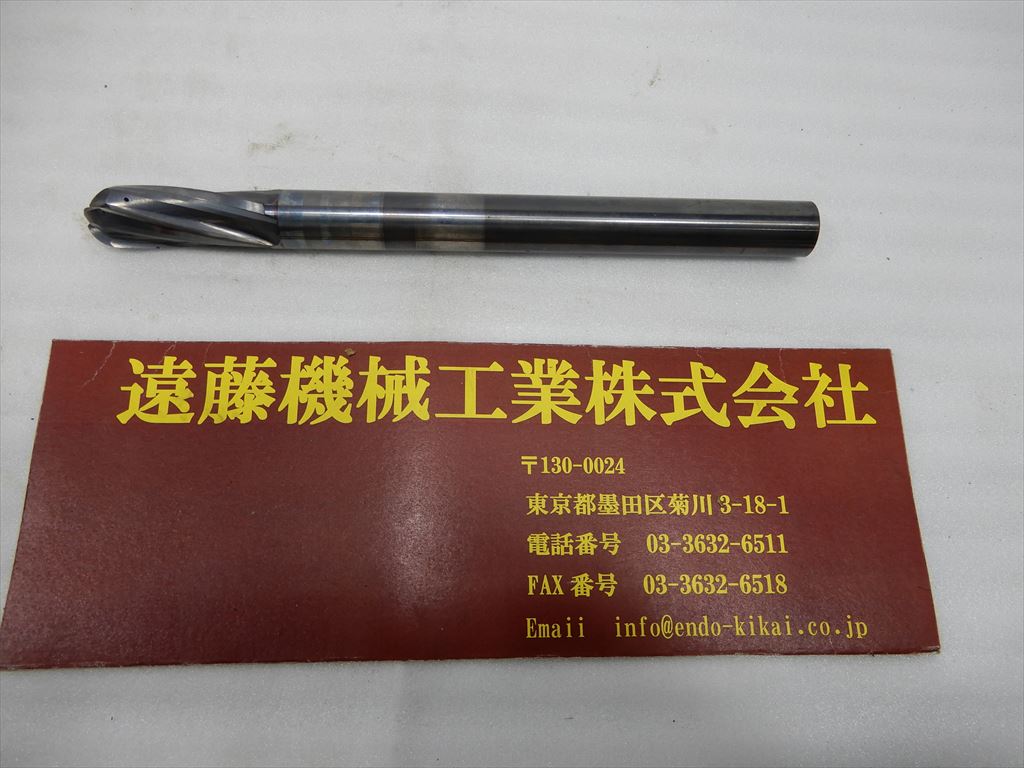 遠藤機械工業株式会社
〒130-0024
東京都墨田区菊川 3-18-1
電話番号 03-3632-6511
FAX 番号 03-3632-6518
Emaii info@endo-kikai.co.jp